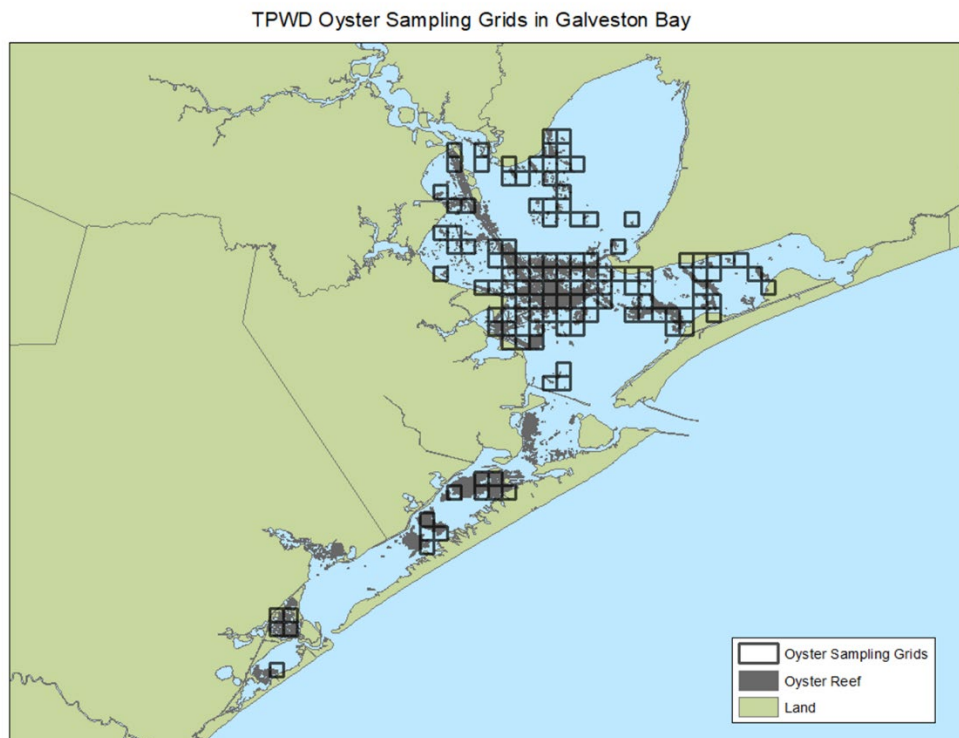 TPWD Oyster Sampling Grids in Galveston Bay
Oyster Sampling Grids
Oyster Reef
Land